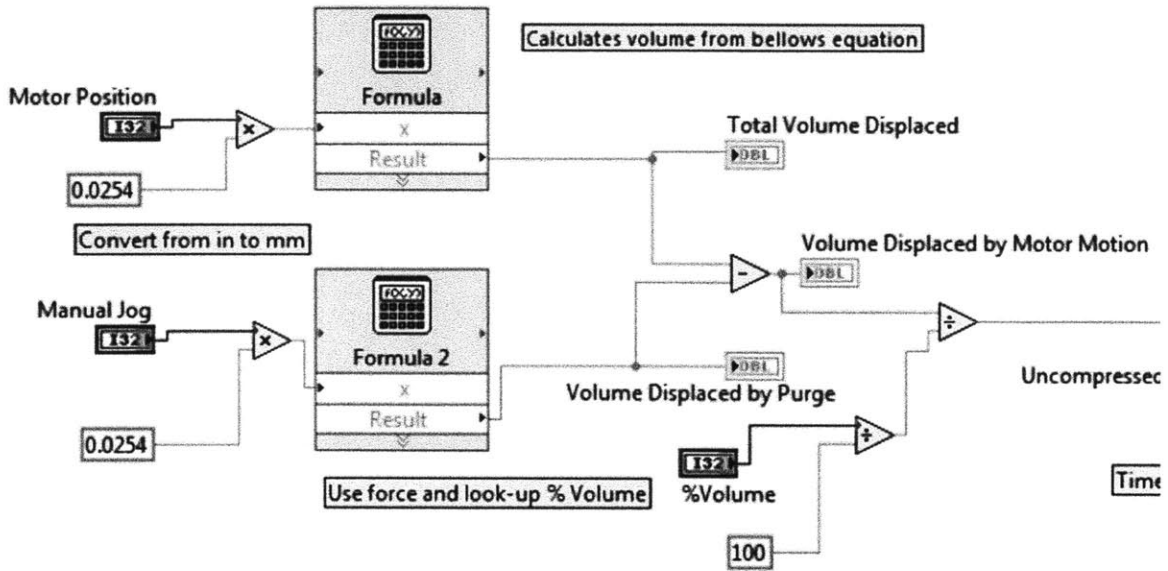 f(x,y)
Calculates volume from bellows equation
Formula
Motor Position
I32
x
x
Result
Total Volume Displaced
DBL
0.0254
Convert from in to mm
Volume Displaced by Motor Motion
-
DBL
f(x,y)
Manual Jog
I32
x
÷
Formula 2
x
DBL
Volume Displaced by Purge
Uncompressed
Result
0.0254
÷
I32
%Volume
Use force and look-up % Volume
Time
100